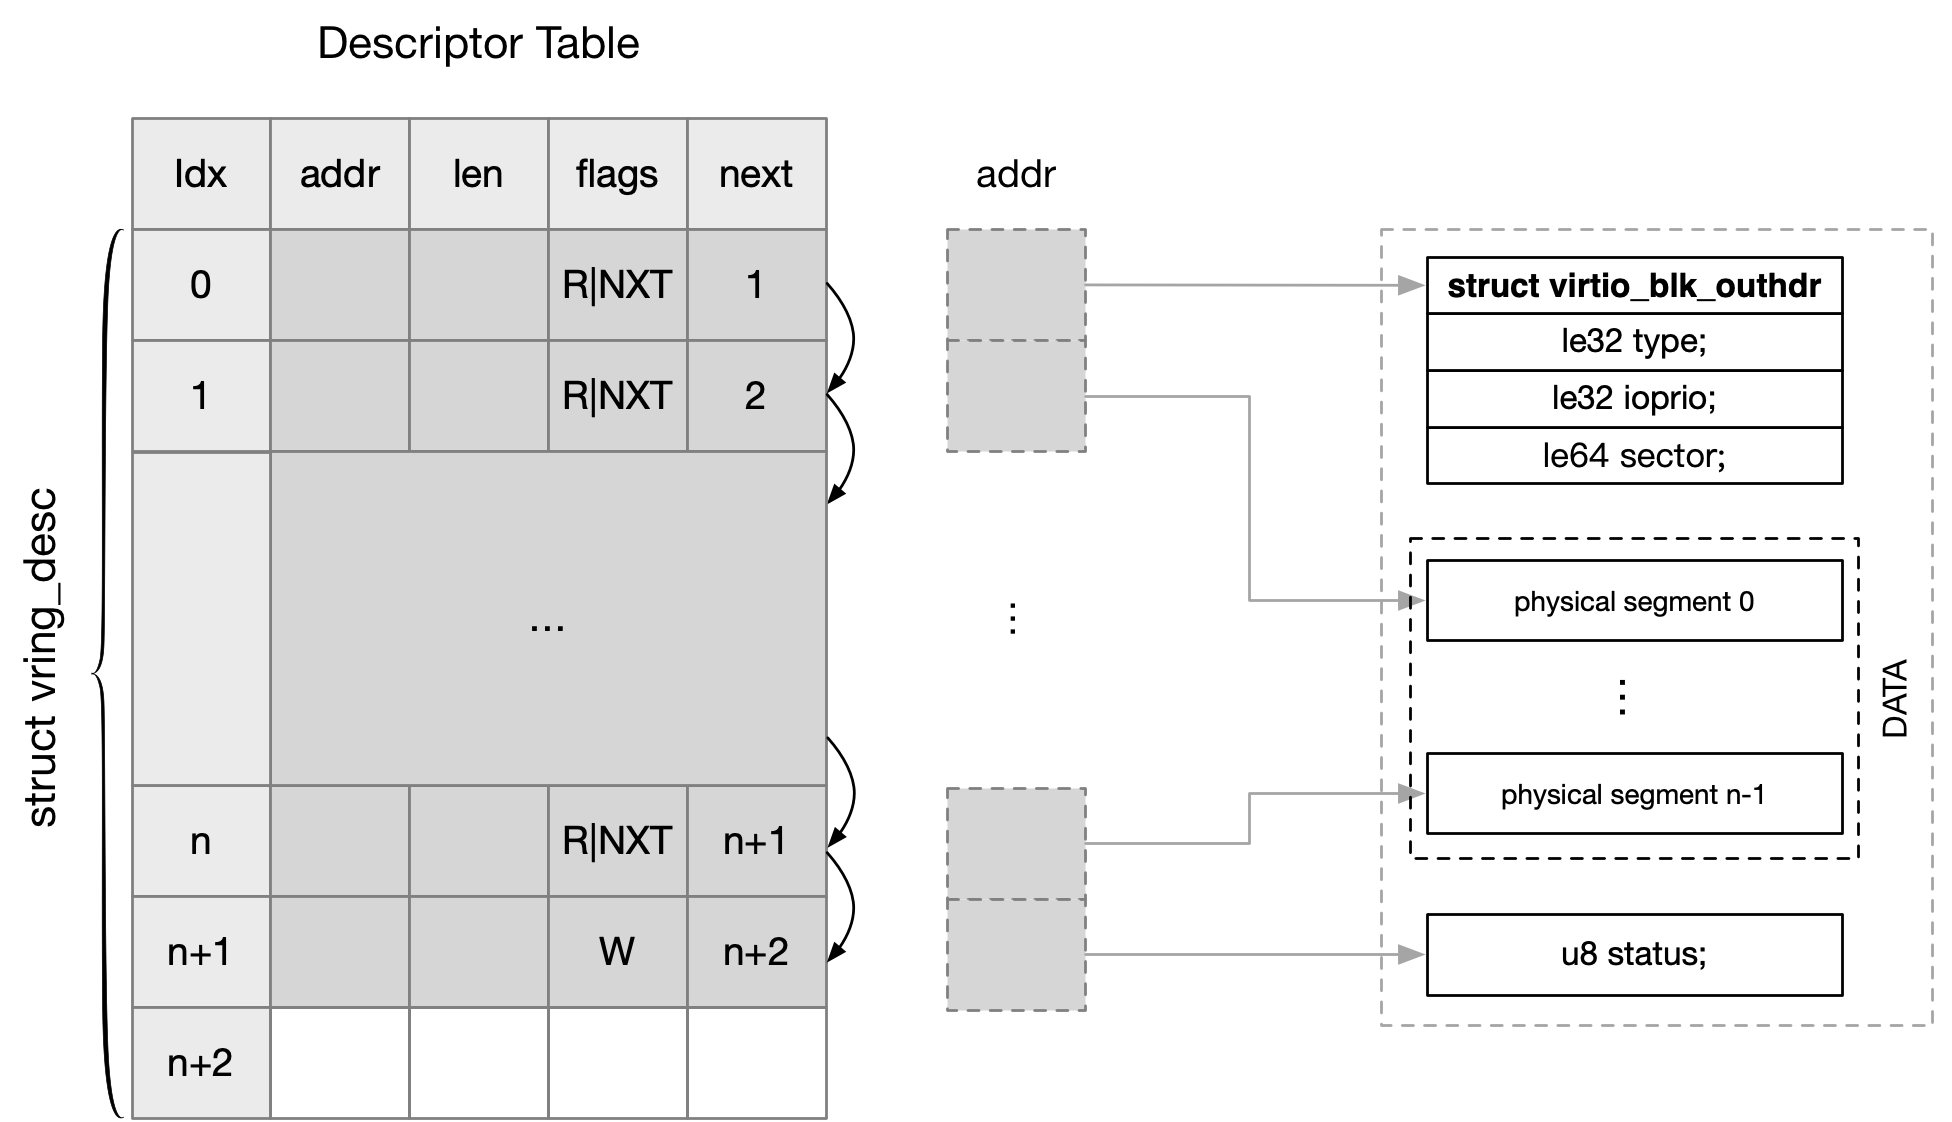 Descriptor Table
Idx addr len flags next
0 R|NXT 1
1 R|NXT 2
...
n R|NXT n+1
n+1 W n+2
n+2
struct vring_desc
addr
...
struct virtio_blk_outhdr
le32 type;
le32 ioprio;
le64 sector;
physical segment 0
...
physical segment n-1
DATA
u8 status;